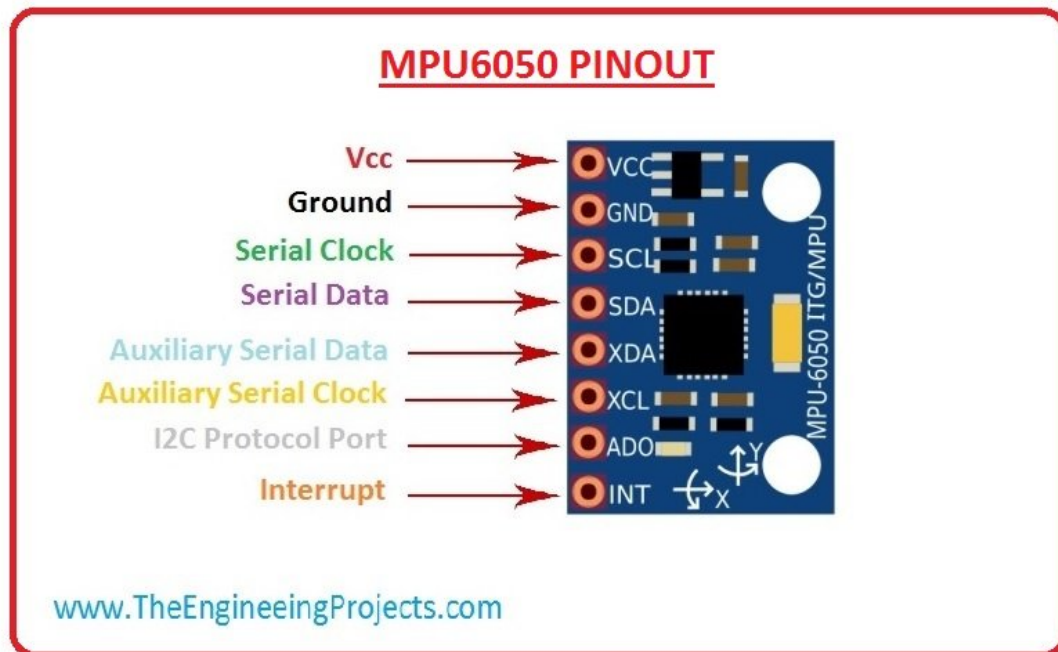 MPU6050 PINOUT
Vcc
VCC
Ground
GND
Serial Clock
SCL
Serial Data
SDA
Auxiliary Serial Data
XDA
Auxiliary Serial Clock
XCL
I2C Protocol Port
ADO
Interrupt
INT
X
Y
MPU-6050 ITG/MPU
www.TheEngineeingProjects.com